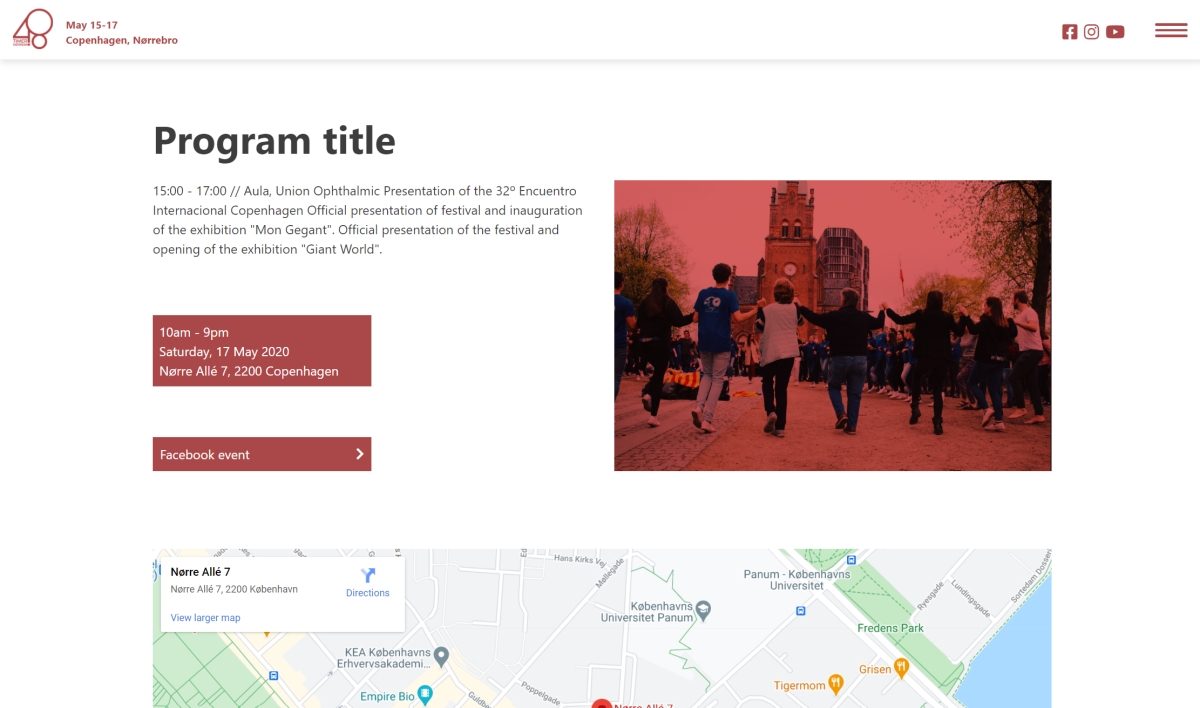 48
May 15-17
Copenhagen, Nørrebro
Program title
15:00 - 17:00 // Aula, Union Ophthalmic Presentation of the 32º Encuentro
Internacional Copenhagen Official presentation of festival and inauguration
of the exhibition "Mon Gegant". Official presentation of the festival and
opening of the exhibition "Giant World".
10am - 9pm
Saturday, 17 May 2020
Nørre Allé 7, 2200 Copenhagen
Facebook event
Nørre Allé 7
Nørre Allé 7, 2200 København
Directions
View larger map
Hans Kirks Vej
Møllegade
Panum - Københavns
Universitet
Københavns
Universitet Panum
Ryesgade
Lundingsgade
Sortedam Dossering
Fredens Park
KEA Københavns
Erhvervsakademi...
Grisen
Tigermom
Empire Bio
Guldbe
Poppelgade
Nørre Allé 7